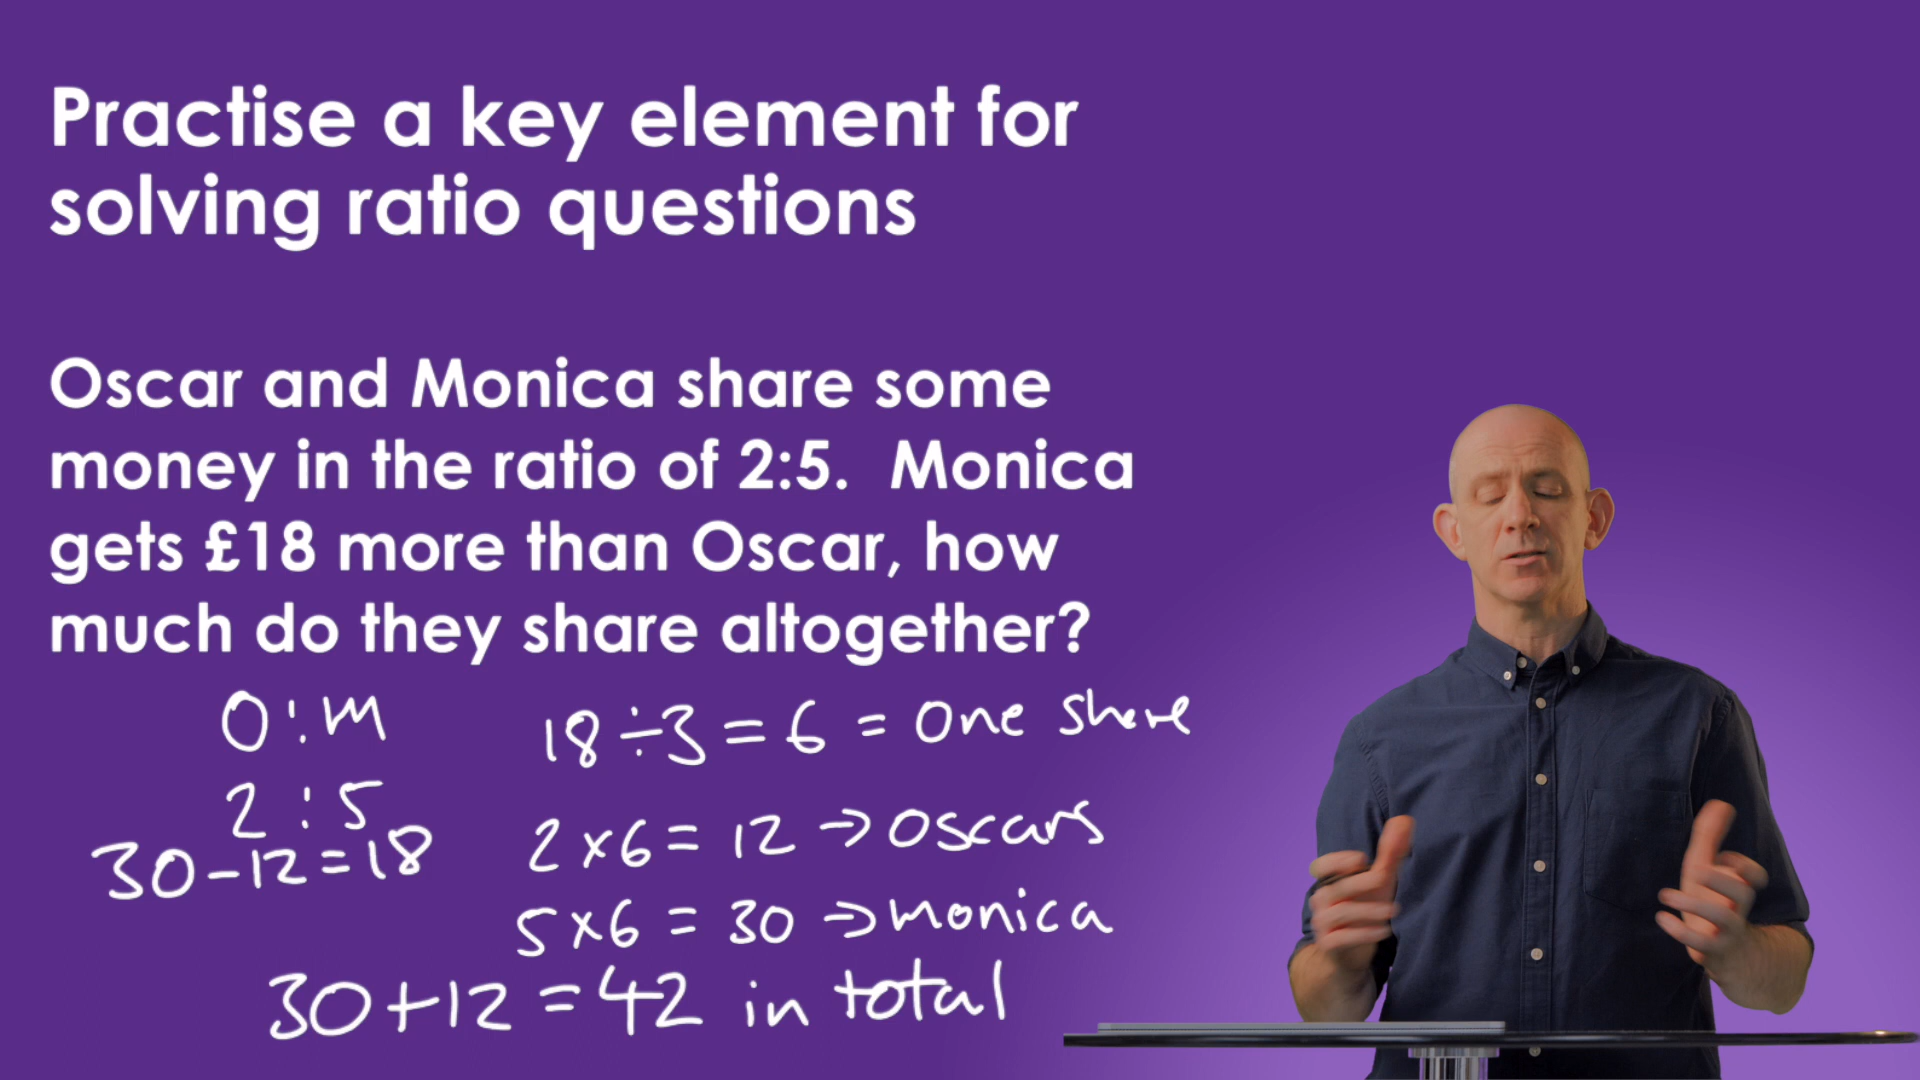 Practise a key element for
solving ratio questions
Oscar and Monica share some
money in the ratio of 2:5. Monica
gets £18 more than Oscar, how
much do they share altogether?
O:M
2:5
30-12=18
18÷3=6= One share
2×6=12→Oscars
5×6=30→Monica
30+12=42 in total